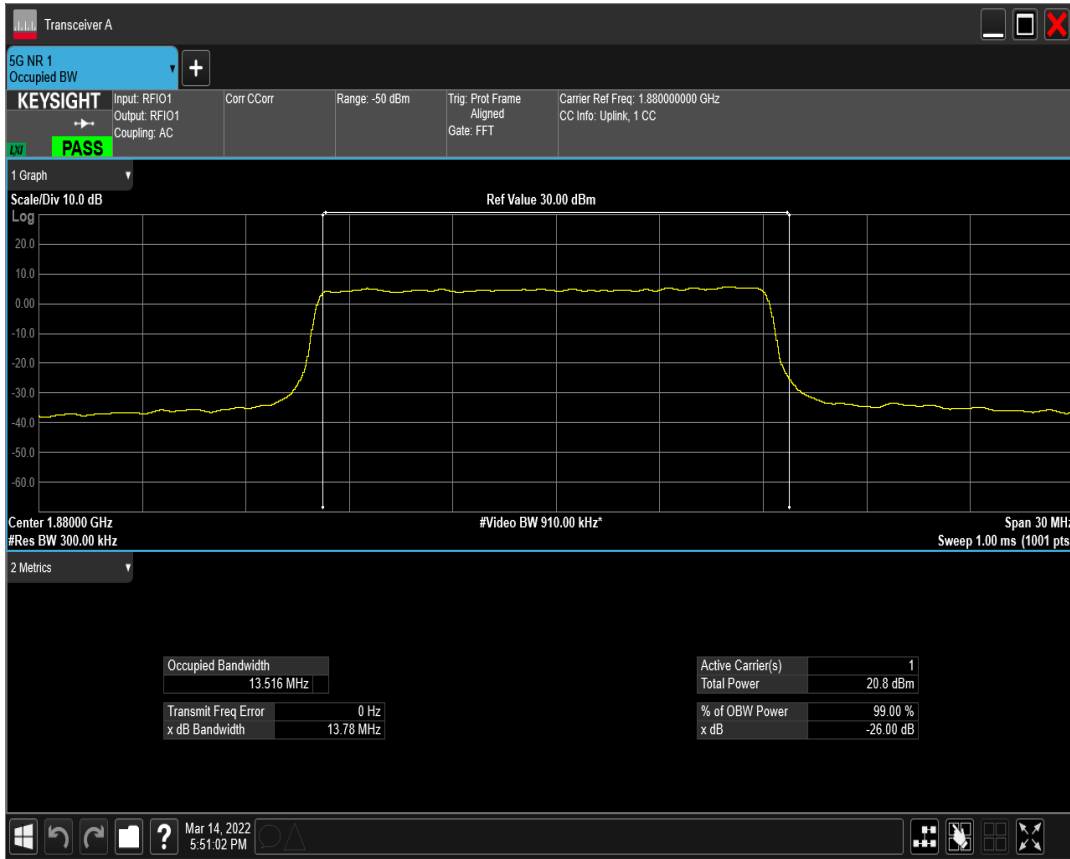 Transceiver A
5G NR 1
Occupied BW
+
KEYSIGHT
LXI
PASS
Input: RFIO1
Output: RFIO1
Coupling: AC
Corr CCorr
Range: -50 dBm
Trig: Prot Frame
Aligned
Gate: FFT
Carrier Ref Freq: 1.880000000 GHz
CC Info: Uplink, 1 CC
1 Graph
Scale/Div 10.0 dB
Ref Value 30.00 dBm
Log
20.0
10.0
0.00
-10.0
-20.0
-30.0
-40.0
-50.0
-60.0
Center 1.88000 GHz
#Video BW 910.00 kHz*
Span 30 MHz
#Res BW 300.00 kHz
Sweep 1.00 ms (1001 pts
2 Metrics
Occupied Bandwidth
13.516 MHz
Transmit Freq Error 0 Hz
x dB Bandwidth 13.78 MHz
Active Carrier(s) 1
Total Power 20.8 dBm
% of OBW Power 99.00 %
x dB -26.00 dB
?
Mar 14, 2022
5:51:02 PM